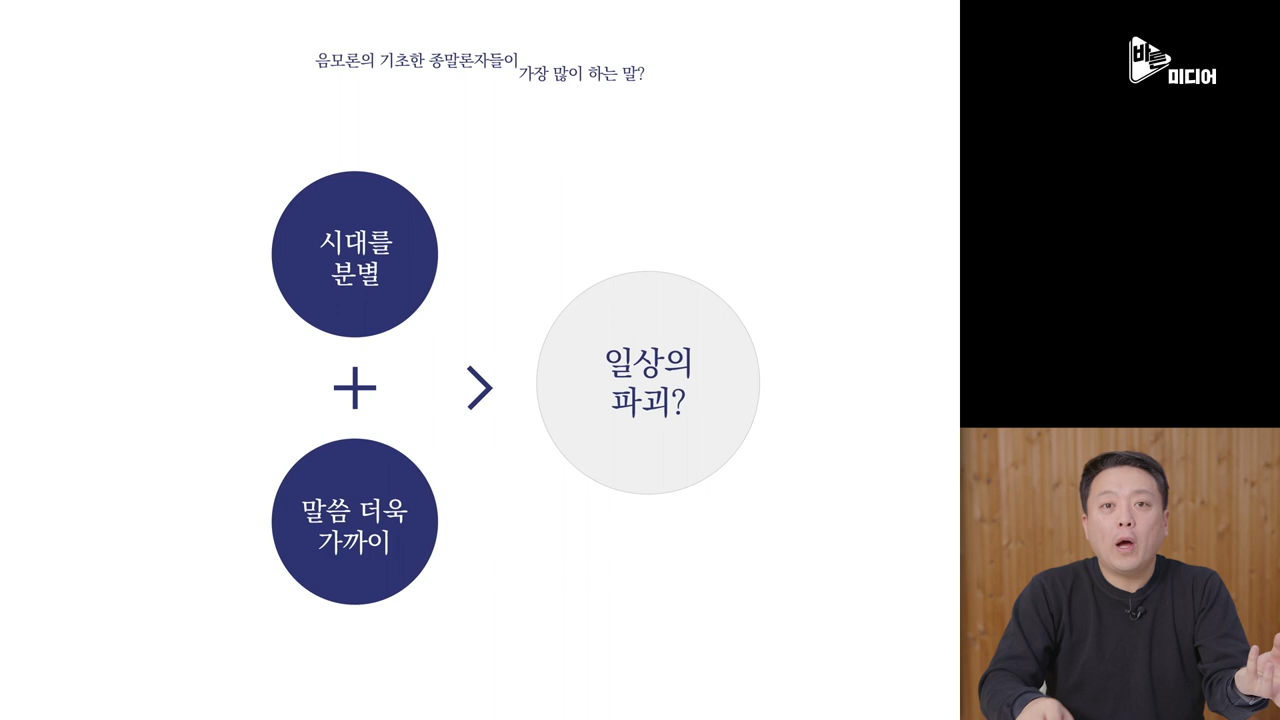 음모론의 기초한 종말론자들이
가장 많이 하는 말?
시대를
분별
+
말씀 더욱
가까이
>
일상의
파괴?
바른
미디어